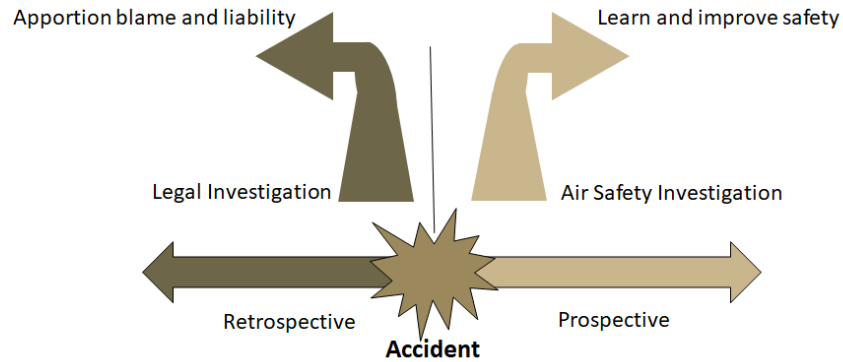 Apportion blame and liability
Learn and improve safety
Legal Investigation
Air Safety Investigation
Retrospective
Prospective
Accident